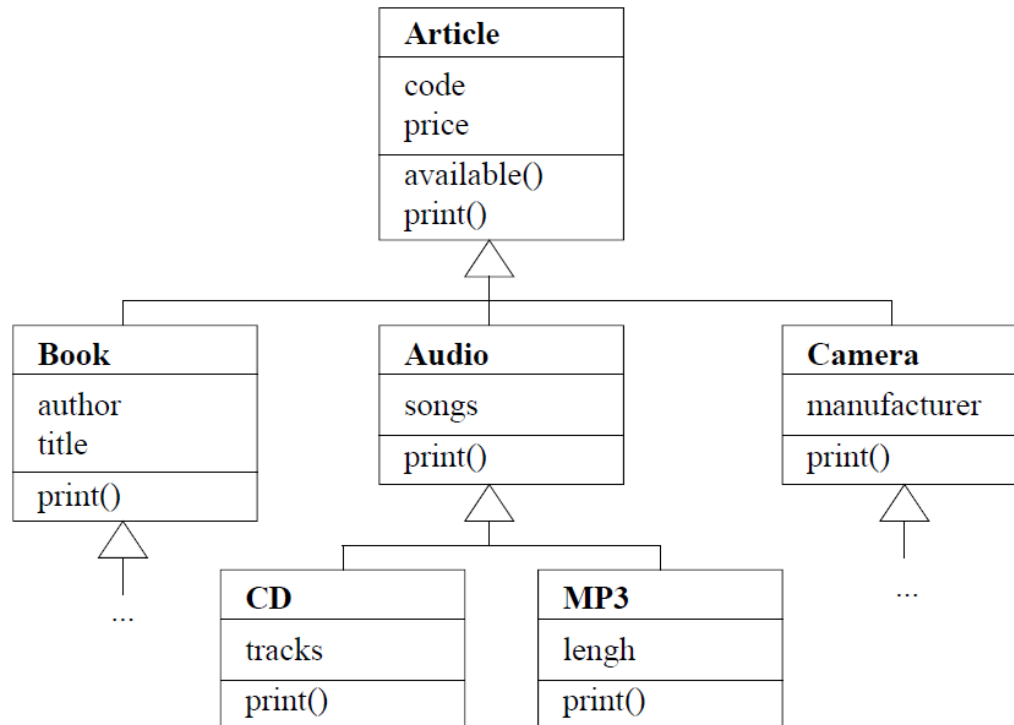 Article
code
price
available()
print()
Book
author
title
print()
...
Audio
songs
print()
Camera
manufacturer
print()
...
CD
tracks
print()
MP3
lengh
print()